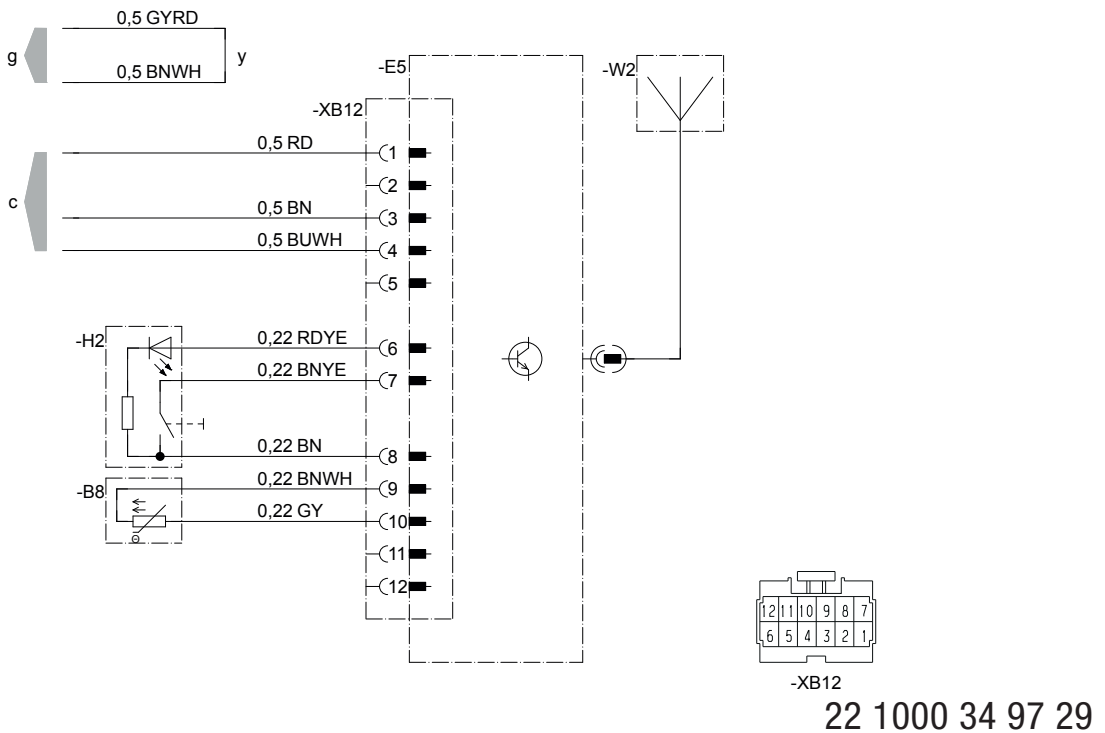 0,5 GYRD
g
y
0,5 BNWH
-E5
-W2
-XB12
0,5 RD
1
2
c
0,5 BN
3
0,5 BUWH
4
5
-H2
0,22 RDYE
6
0,22 BNYE
7
0,22 BN
8
-B8
0,22 BNWH
9
0,22 GY
10
Θ
11
12
12 11 10 9 8 7
6 5 4 3 2 1
-XB12
22 1000 34 97 29